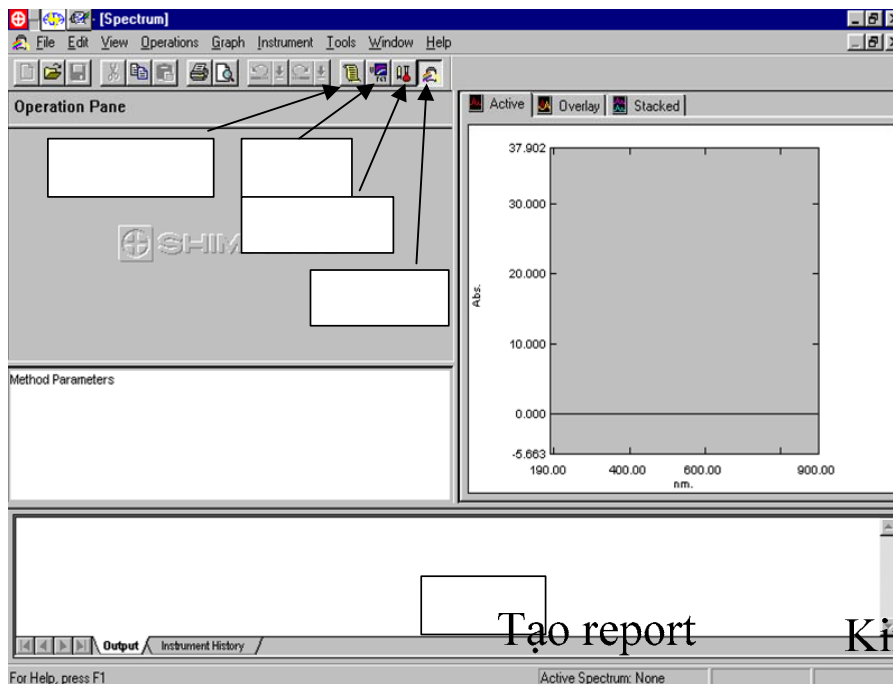 [Spectrum]
File Edit View Operations Graph Instrument Tools Window Help
Operation Pane
Active Overlay Stacked
37.902
30.000
20.000
10.000
0.000
-5.663
Abs.
190.00 400.00 600.00 900.00
nm.
SHIM
Method Parameters
Tạo report
Output Instrument History
For Help, press F1
Active Spectrum: None